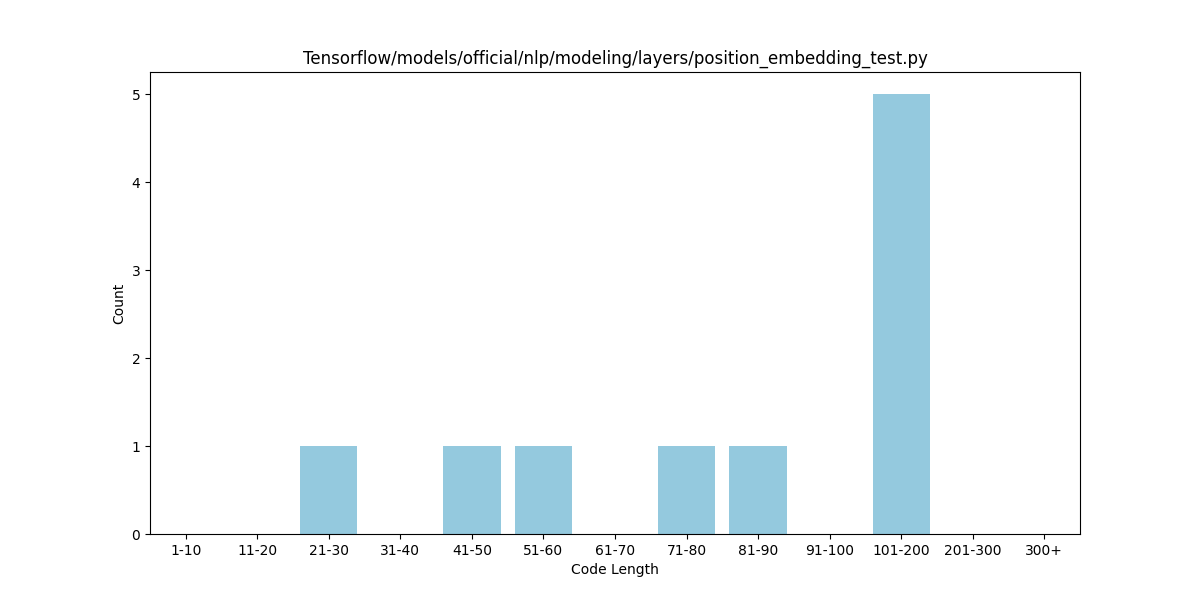 Tensorflow/models/official/nlp/modeling/layers/position_embedding_test.py
5
4
3
2
1
0
Count
1-10 11-20 21-30 31-40 41-50 51-60 61-70 71-80 81-90 91-100 101-200 201-300 300+
Code Length